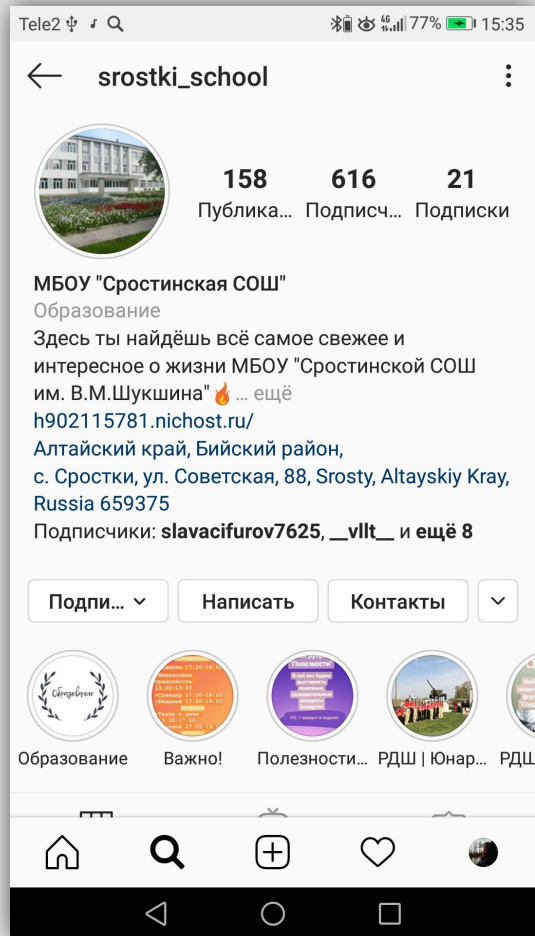 Tele2 4G 77% 15:35
srostki_school
158 616 21
Публика... Подписч... Подписки
МБОУ "Сростинская СОШ"
Образование
Здесь ты найдёшь всё самое свежее и
интересное о жизни МБОУ "Сростинской СОШ
им. В.М.Шукшина"🔥... ещё
h902115781.nichost.ru/
Алтайский край, Бийский район,
с. Сростки, ул. Советская, 88, Srosty, Altayskiy Kray,
Russia 659375
Подписчики: slavacifurov7625, __vllt__ и ещё 8
Подпи... Написать Контакты
Образование
Полезности
Образование Важно! Полезности... РДШ | Юнар... РДШ